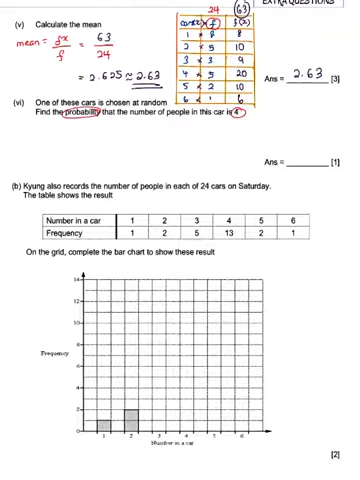 EXTRA QUESTIONS
24 63
(v) Calculate the mean
mean = fx / f = 63 / 24
= 2.625 ≈ 2.63
cars(x) f f(x)
1 × 8 8
2 × 5 10
3 × 3 9
4 × 5 20
5 × 2 10
6 × 1 6
Ans = 2.63 [3]
(vi) One of these cars is chosen at random
Find the probability that the number of people in this car is 4
Ans = [1]
(b) Kyung also records the number of people in each of 24 cars on Saturday.
The table shows the result
Number in a car 1 2 3 4 5 6
Frequency 1 2 5 13 2 1
On the grid, complete the bar chart to show these result
14
12
10
8
Frequency
6
4
2
0
1 2 3 4 5 6
Number in a car
[2]